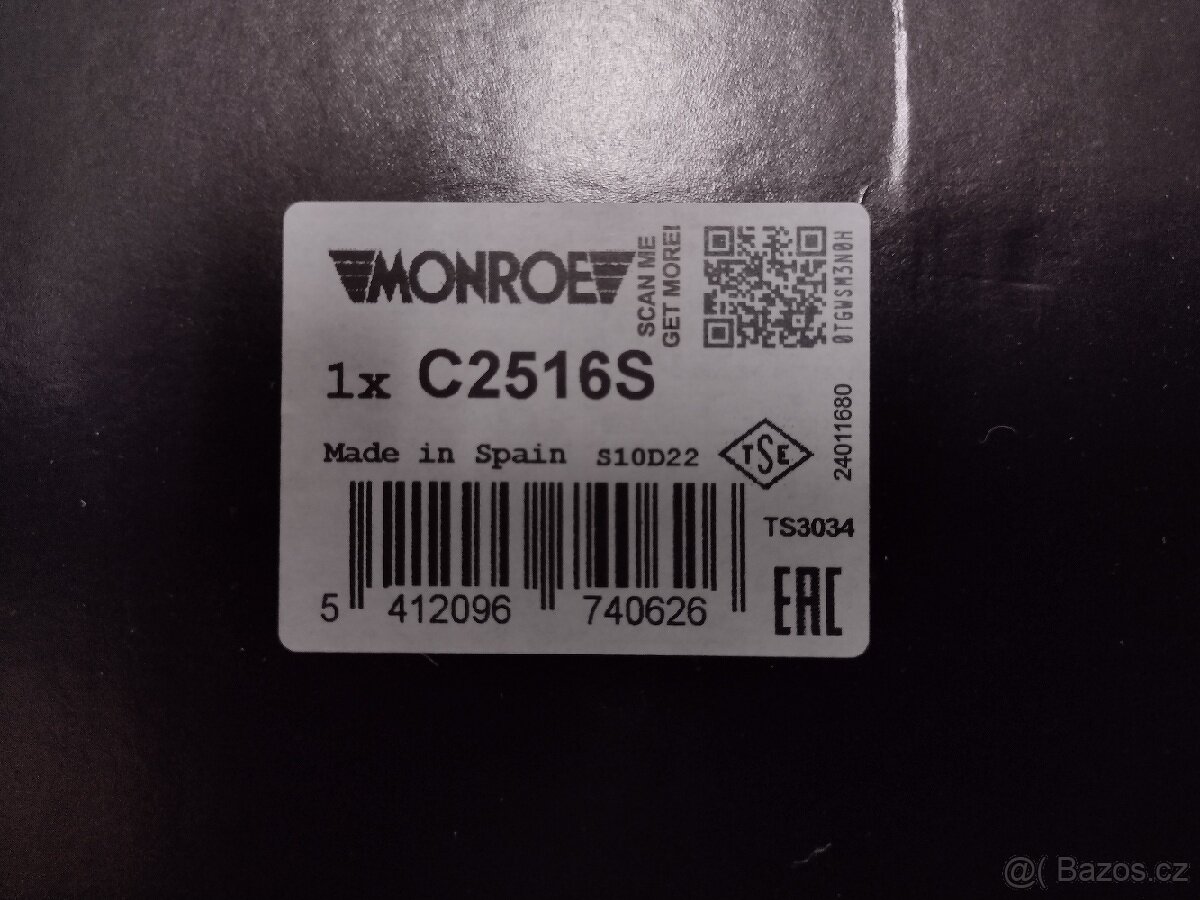 MONROE
SCAN ME
GET MORE!
0TGWSM3N0H
1x C2516S
Made in Spain S10D22
TSE
24011680
TS3034
5 412096 740626
EAC
@( Bazos.cz